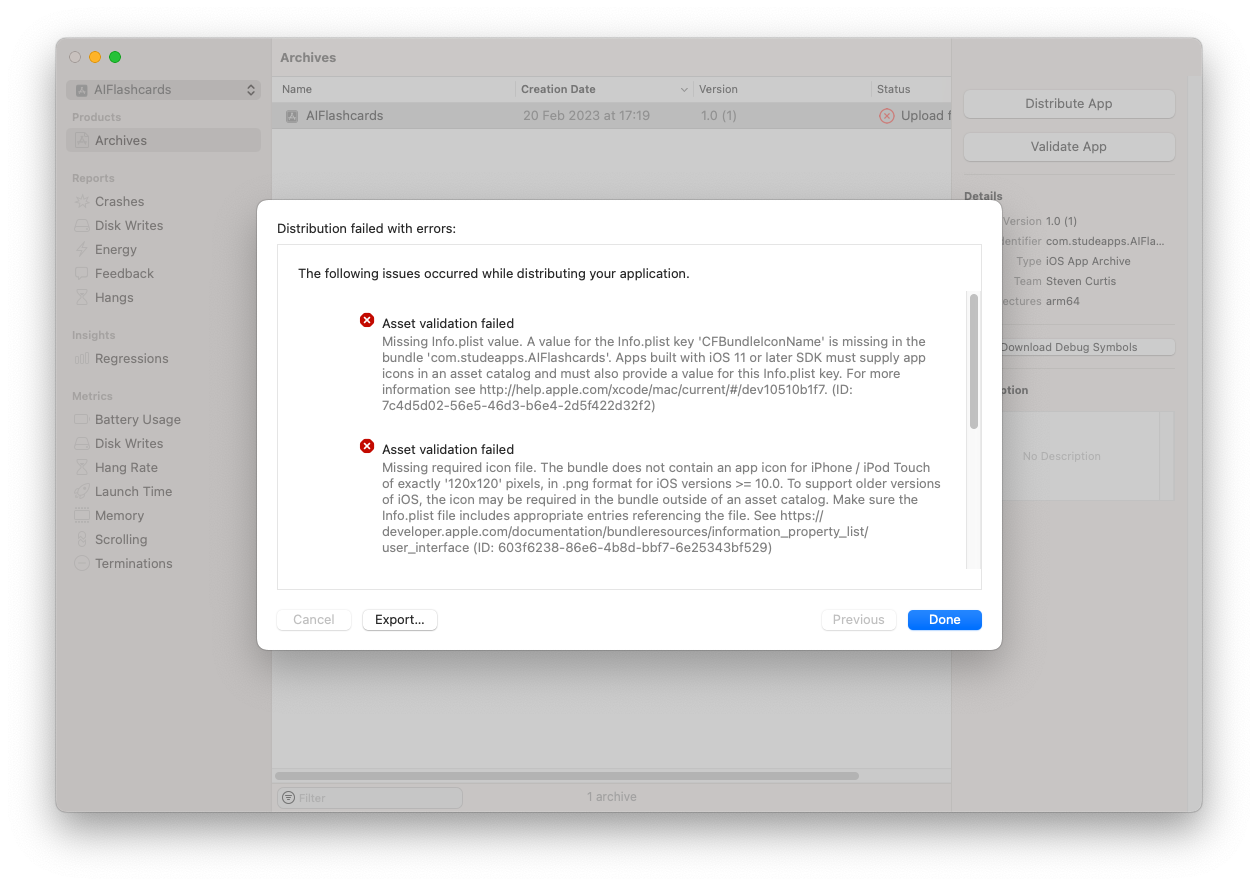 Archives
AIFlashcards
Products
Archives
Reports
Crashes
Disk Writes
Energy
Feedback
Hangs
Insights
Regressions
Metrics
Battery Usage
Disk Writes
Hang Rate
Launch Time
Memory
Scrolling
Terminations
Name Creation Date Version Status
AIFlashcards 20 Feb 2023 at 17:19 1.0 (1) Upload f
Distribution failed with errors:
The following issues occurred while distributing your application.
Asset validation failed
Missing Info.plist value. A value for the Info.plist key 'CFBundleIconName' is missing in the
bundle 'com.studeapps.AIFlashcards'. Apps built with iOS 11 or later SDK must supply app
icons in an asset catalog and must also provide a value for this Info.plist key. For more
information see http://help.apple.com/xcode/mac/current/#/dev10510b1f7. (ID:
7c4d5d02-56e5-46d3-b6e4-2d5f422d32f2)
Asset validation failed
Missing required icon file. The bundle does not contain an app icon for iPhone / iPod Touch
of exactly '120x120' pixels, in .png format for iOS versions >= 10.0. To support older versions
of iOS, the icon may be required in the bundle outside of an asset catalog. Make sure the
Info.plist file includes appropriate entries referencing the file. See https://
developer.apple.com/documentation/bundleresources/information_property_list/
user_interface (ID: 603f6238-86e6-4b8d-bbf7-6e25343bf529)
Cancel Export... Previous Done
Filter
1 archive
Distribute App
Validate App
Details
Version 1.0 (1)
entifier com.studeapps.AIFla...
Type iOS App Archive
Team Steven Curtis
ectures arm64
Download Debug Symbols
ption
No Description